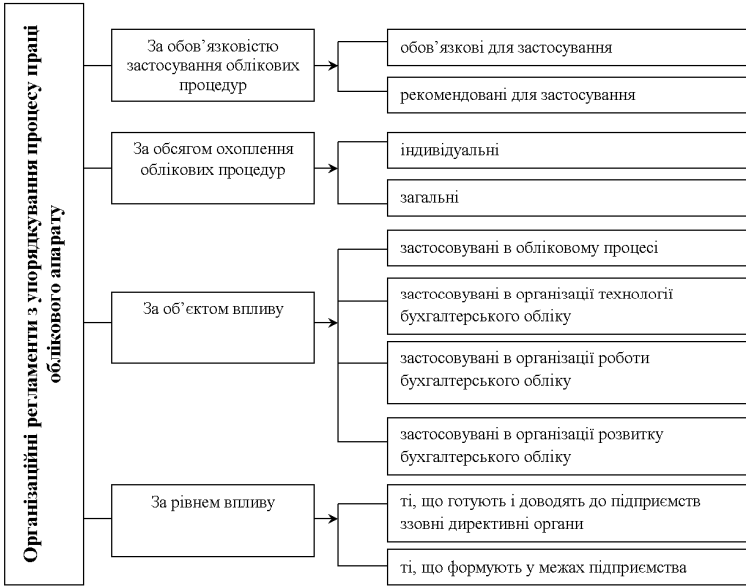 Організаційні регламенти з упорядкування процесу праці
облікового апарату
За обов’язковістю
застосування облікових
процедур
обов’язкові для застосування
рекомендовані для застосування
За обсягом охоплення
облікових процедур
індивідуальні
загальні
За об’єктом впливу
застосовувані в обліковому процесі
застосовувані в організації технології
бухгалтерського обліку
застосовувані в організації роботи
бухгалтерського обліку
застосовувані в організації розвитку
бухгалтерського обліку
За рівнем впливу
ті, що готують і доводять до підприємств
ззовні директивні органи
ті, що формують у межах підприємства